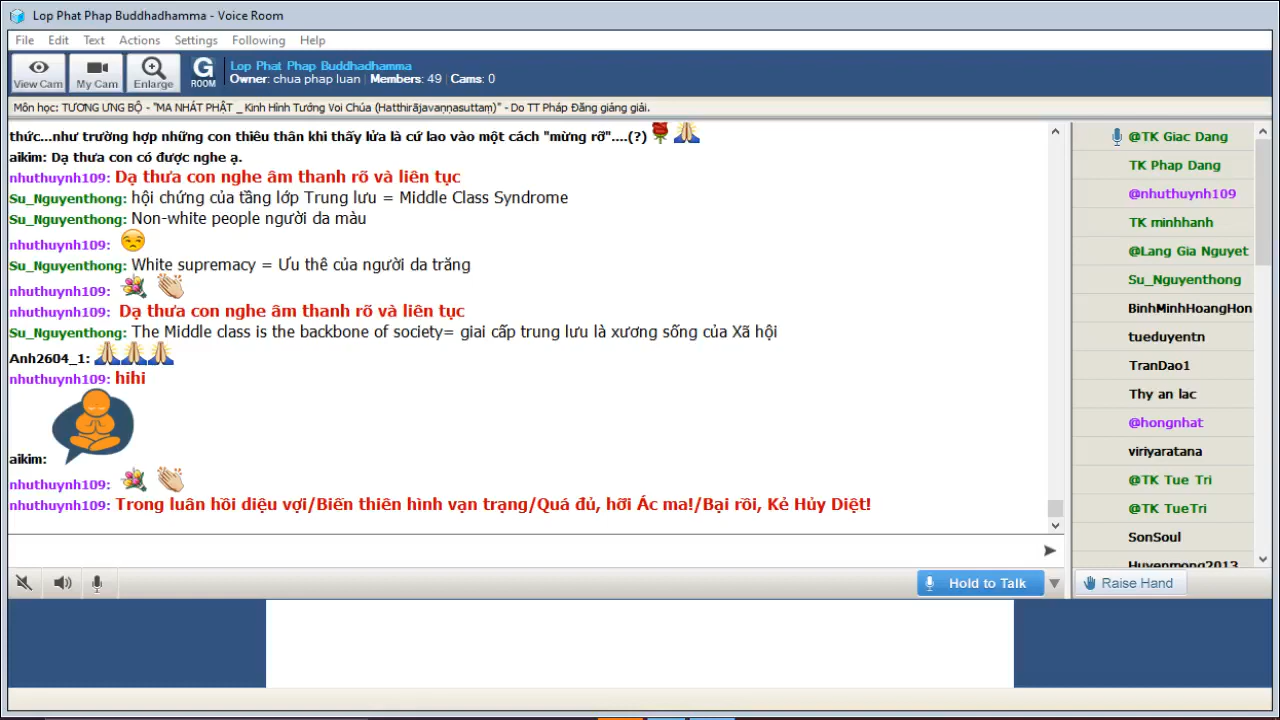 Lop Phat Phap Buddhadhamma - Voice Room
File Edit Text Actions Settings Following Help
View Cam My Cam Enlarge G ROOM
Lop Phat Phap Buddhadhamma
Owner: chua phap luan Members: 49 Cams: 0
Môn học: TƯƠNG ƯNG BỘ - "MA NHÁT PHẬT _ Kinh Hình Tướng Voi Chúa (Hatthirājavaṇṇasuttaṃ)" - Do TT Pháp Đăng giảng giải.
thức...như trường hợp những con thiêu thân khi thấy lửa là cứ lao vào một cách "mừng rỡ"....(?)
aikim: Dạ thưa con có được nghe ạ.
nhuthuynh109: Dạ thưa con nghe âm thanh rõ và liên tục
Su_Nguyenthong: hội chứng của tầng lớp Trung lưu = Middle Class Syndrome
Su_Nguyenthong: Non-white people người da màu
nhuthuynh109:
Su_Nguyenthong: White supremacy = Ưu thê của người da trăng
nhuthuynh109:
nhuthuynh109: Dạ thưa con nghe âm thanh rõ và liên tục
Su_Nguyenthong: The Middle class is the backbone of society= giai cấp trung lưu là xương sống của Xã hội
Anh2604_1:
nhuthuynh109: hihi
aikim:
nhuthuynh109:
nhuthuynh109: Trong luân hồi diệu vợi/Biến thiên hình vạn trạng/Quá đủ, hỡi Ác ma!/Bại rồi, Kẻ Hủy Diệt!
@TK Giac Dang
TK Phap Dang
@nhuthuynh109
TK minhhanh
@Lang Gia Nguyet
Su_Nguyenthong
BinhMinhHoangHon
tueduyentn
TranDao1
Thy an lac
@hongnhat
viriyaratana
@TK Tue Tri
@TK TueTri
SonSoul
Huyenmong2013
Hold to Talk
Raise Hand